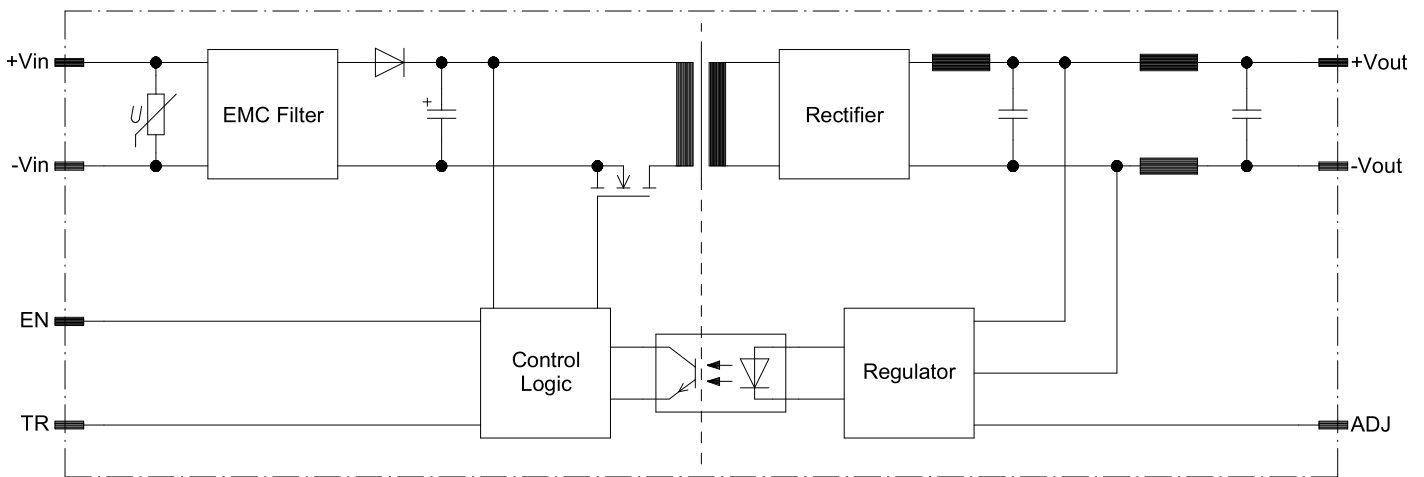 +Vin
EMC Filter
Rectifier
+Vout
U
+
-Vin
-Vout
EN
Control
Logic
Regulator
TR
ADJ